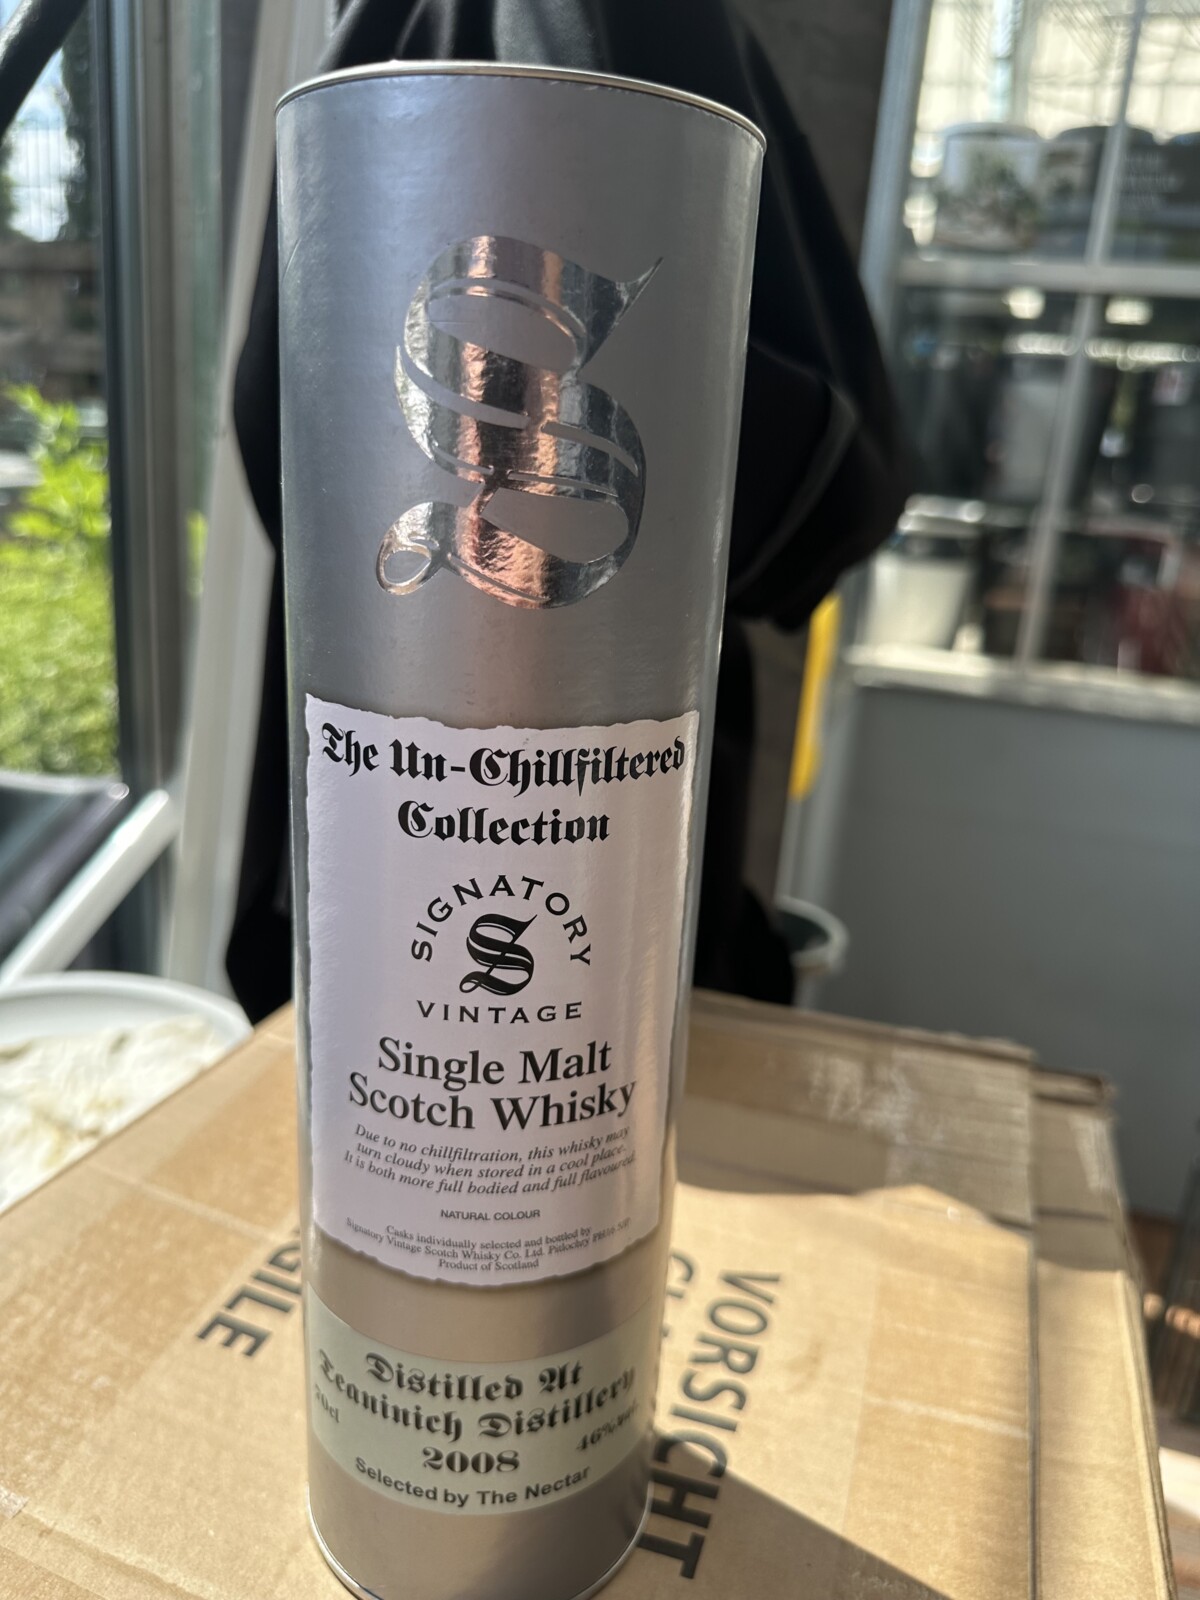 The Un-Chillfiltered
Collection
SIGNATORY
S
VINTAGE
Single Malt
Scotch Whisky
Due to no chillfiltration, this whisky may
turn cloudy when stored in a cool place.
It is both more full bodied and full flavoured.
NATURAL COLOUR
Casks individually selected and bottled by
Signatory Vintage Scotch Whisky Co. Ltd. Pitlochry
Product of Scotland
Distilled At
Teaninich Distillery
70cl
46%
2008
Selected by The Nectar
GILE
VORSICHT